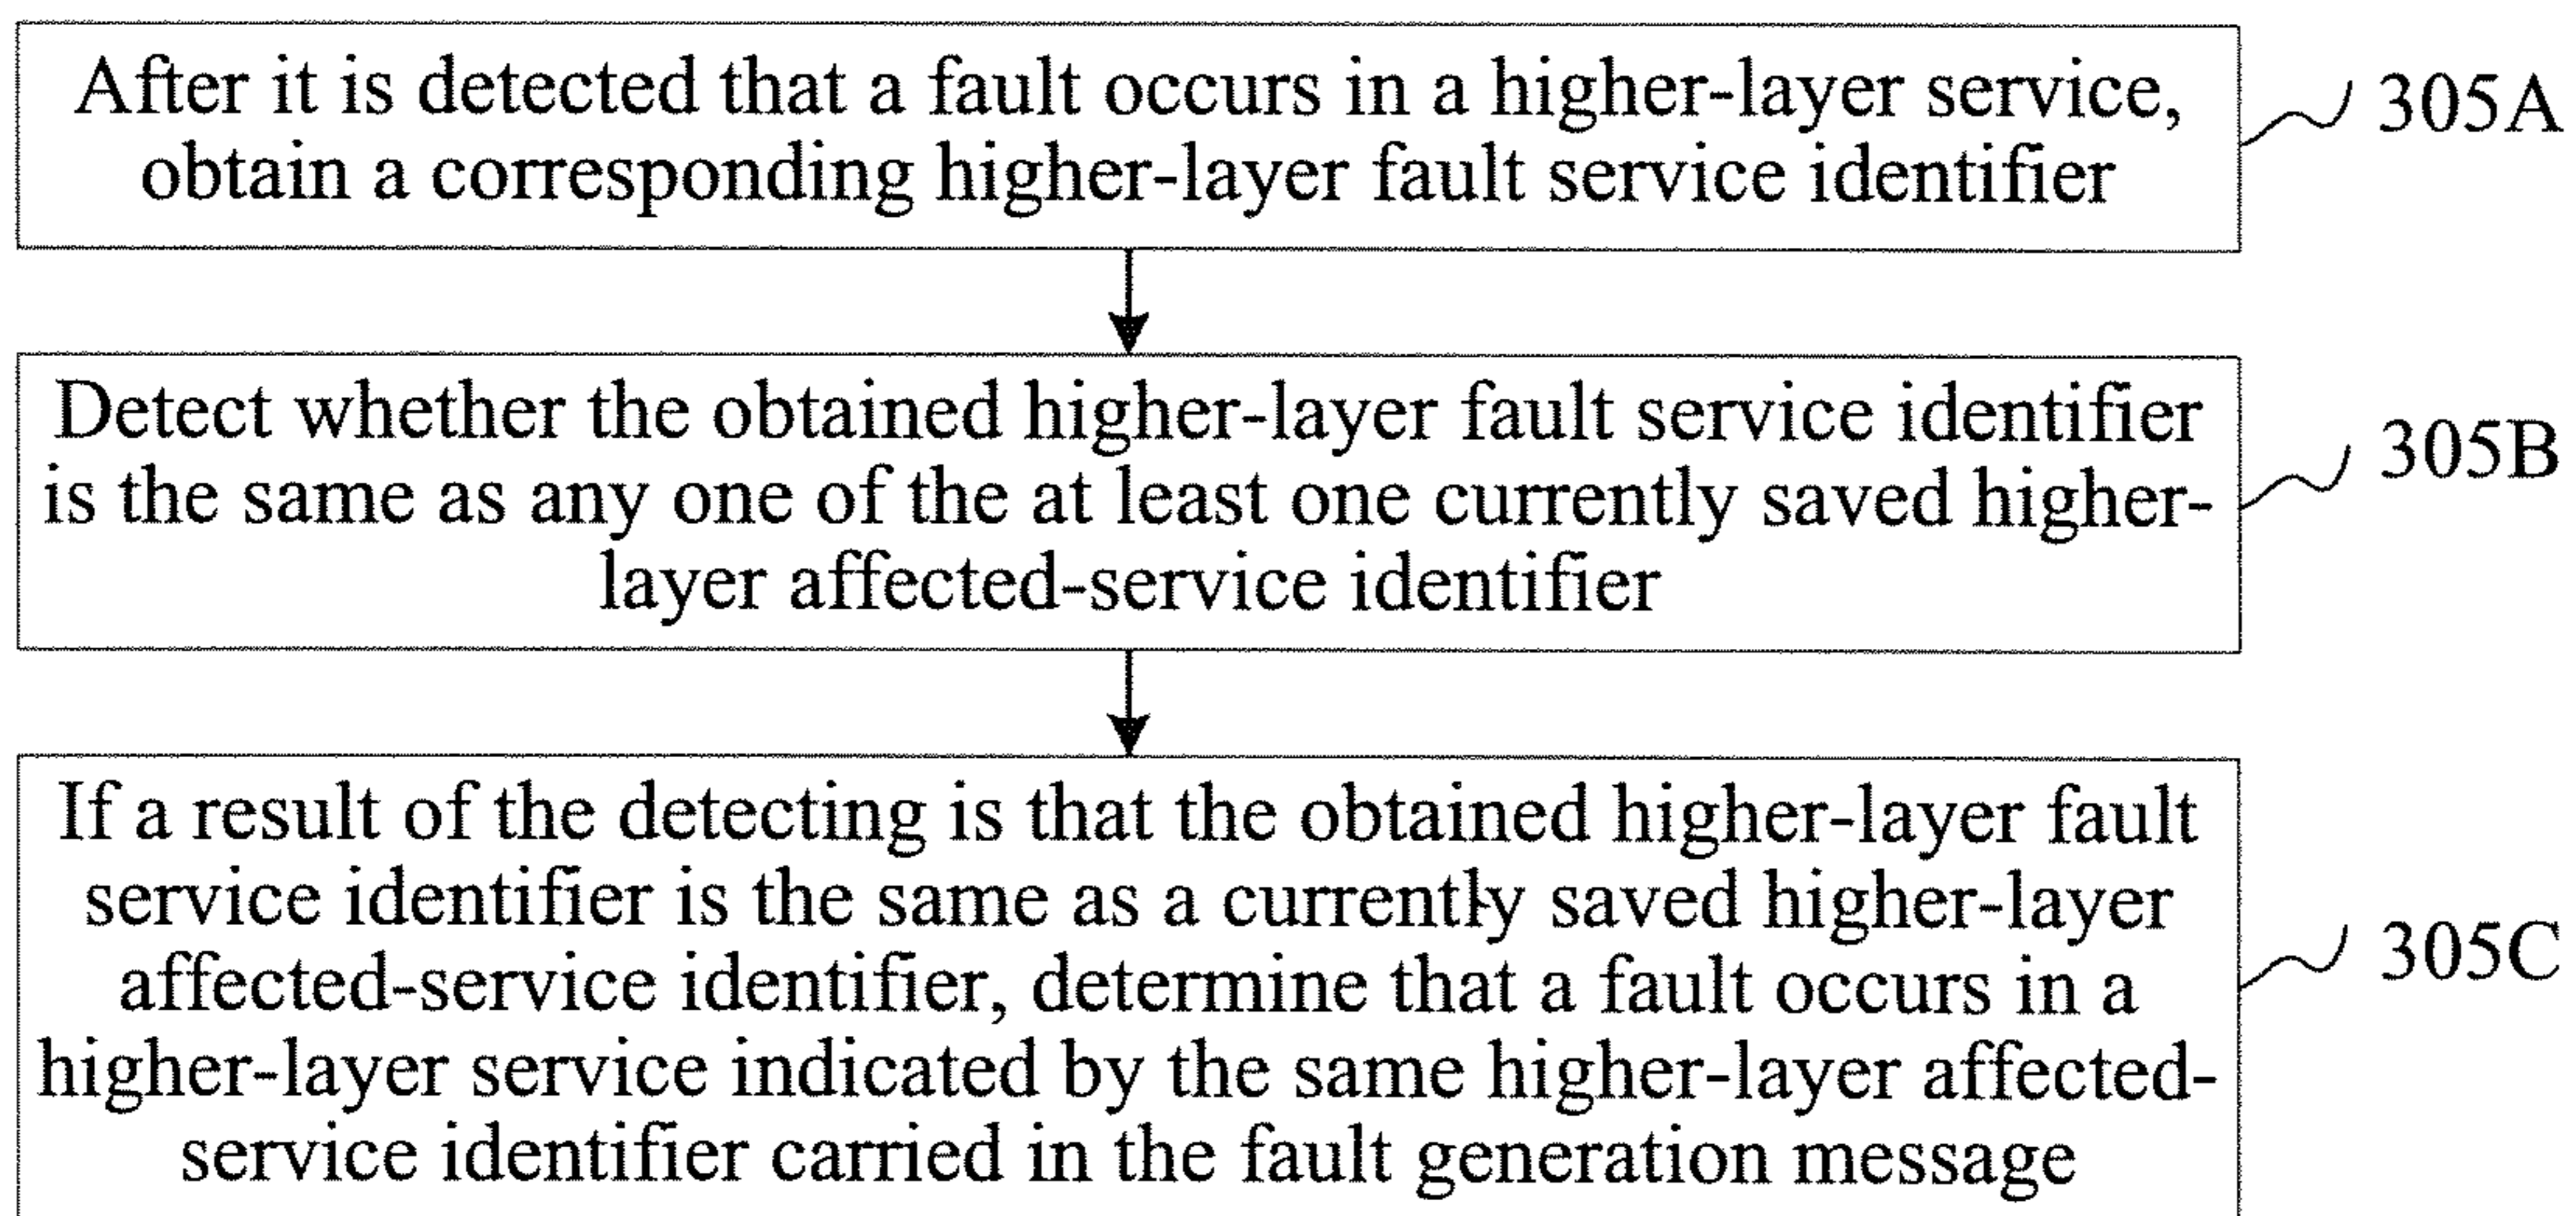 After it is detected that a fault occurs in a higher-layer service,
obtain a corresponding higher-layer fault service identifier
305A
Detect whether the obtained higher-layer fault service identifier
is the same as any one of the at least one currently saved higher-
layer affected-service identifier
305B
If a result of the detecting is that the obtained higher-layer fault
service identifier is the same as a currently saved higher-layer
affected-service identifier, determine that a fault occurs in a
higher-layer service indicated by the same higher-layer affected-
service identifier carried in the fault generation message
305C